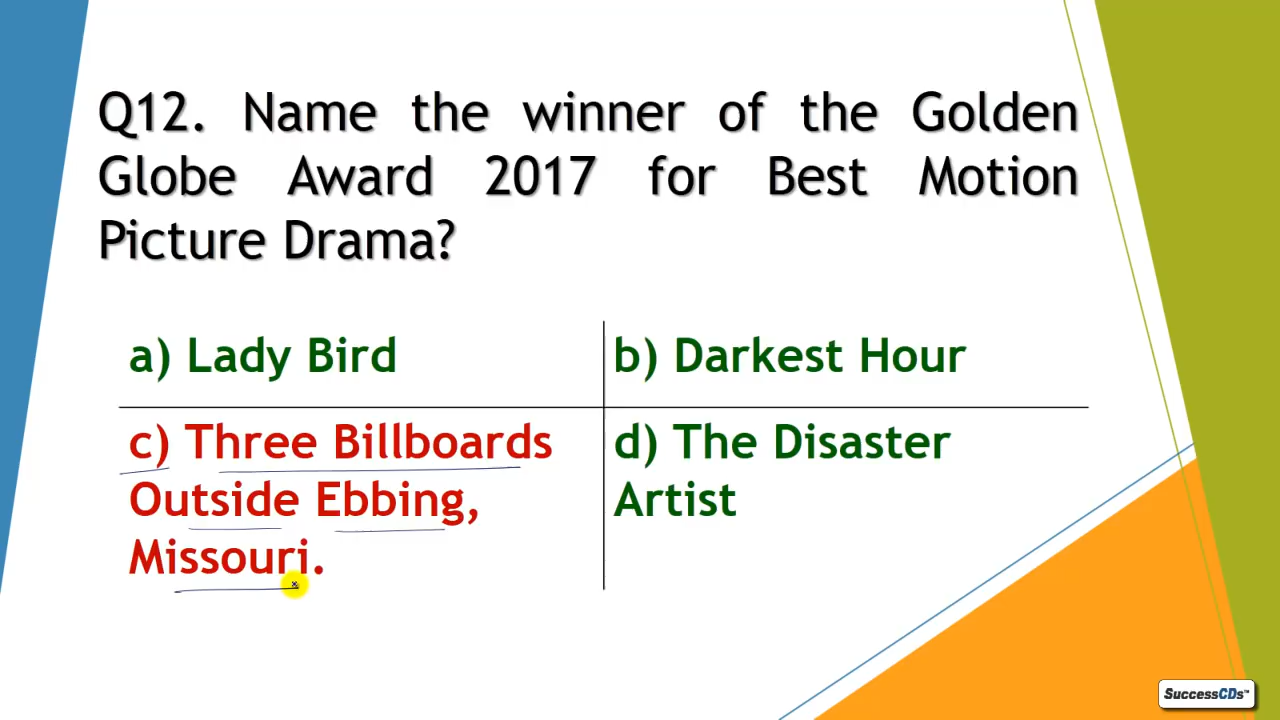 Q12. Name the winner of the Golden
Globe Award 2017 for Best Motion
Picture Drama?
a) Lady Bird
b) Darkest Hour
c) Three Billboards
Outside Ebbing,
Missouri.
d) The Disaster
Artist
SuccessCDs™